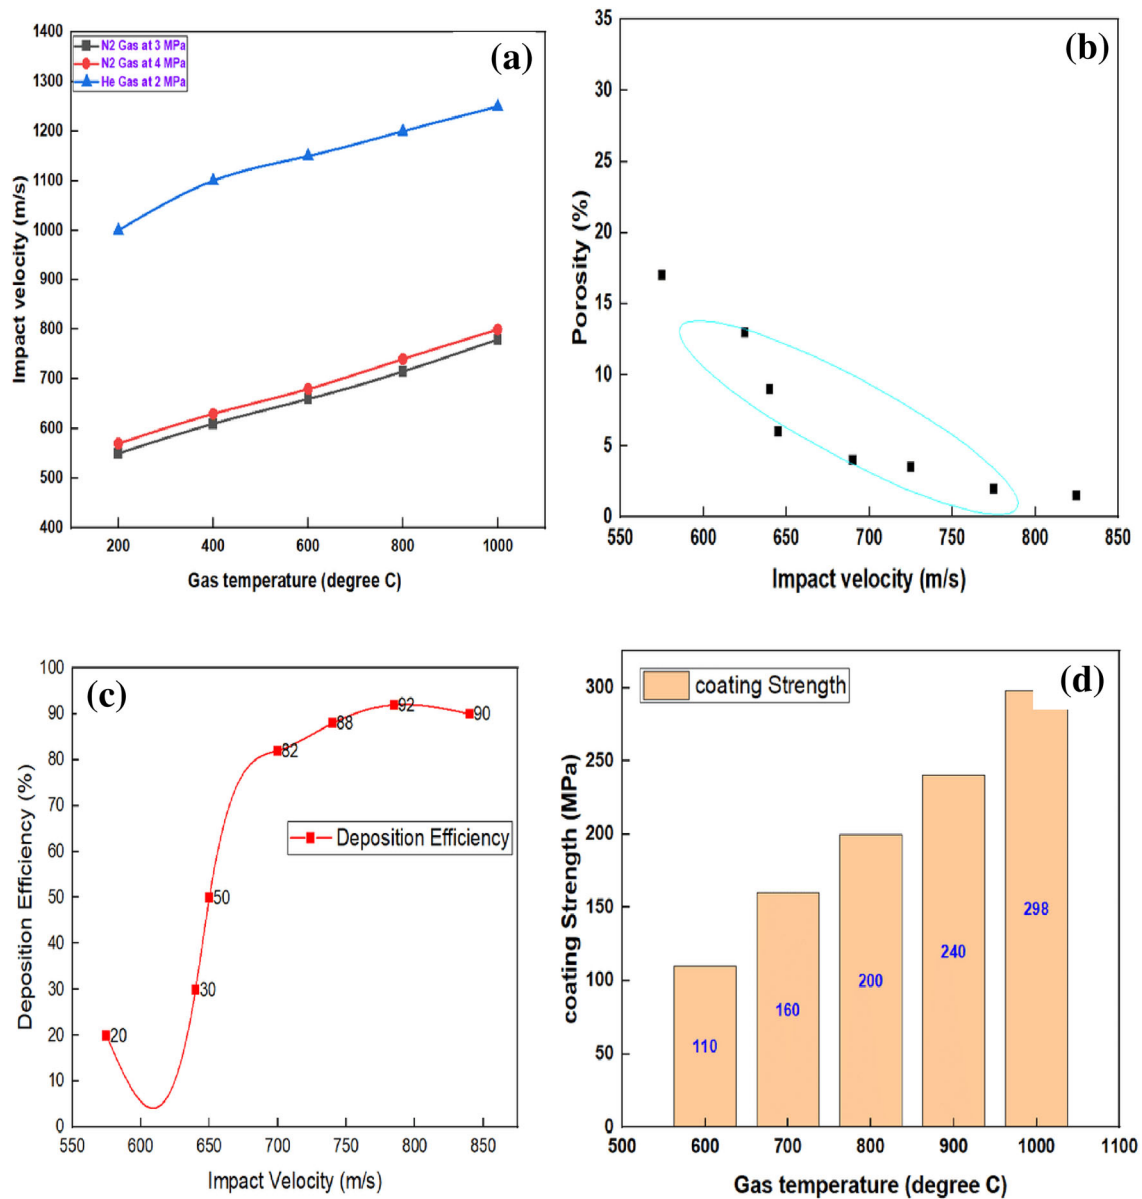 (a)
N2 Gas at 3 MPa
N2 Gas at 4 MPa
He Gas at 2 MPa
1400
1300
1200
1100
1000
900
800
700
600
500
400
Impact velocity (m/s)
200 400 600 800 1000
Gas temperature (degree C)
(b)
35
30
25
20
15
10
5
0
Porosity (%)
550 600 650 700 750 800 850
Impact velocity (m/s)
(c)
100
90
80
70
60
50
40
30
20
10
0
Deposition Efficiency (%)
20
30
50
82
88
92
90
Deposition Efficiency
550 600 650 700 750 800 850
Impact Velocity (m/s)
(d)
coating Strength
300
250
200
150
100
50
0
coating Strength (MPa)
110
160
200
240
298
500 600 700 800 900 1000 1100
Gas temperature (degree C)